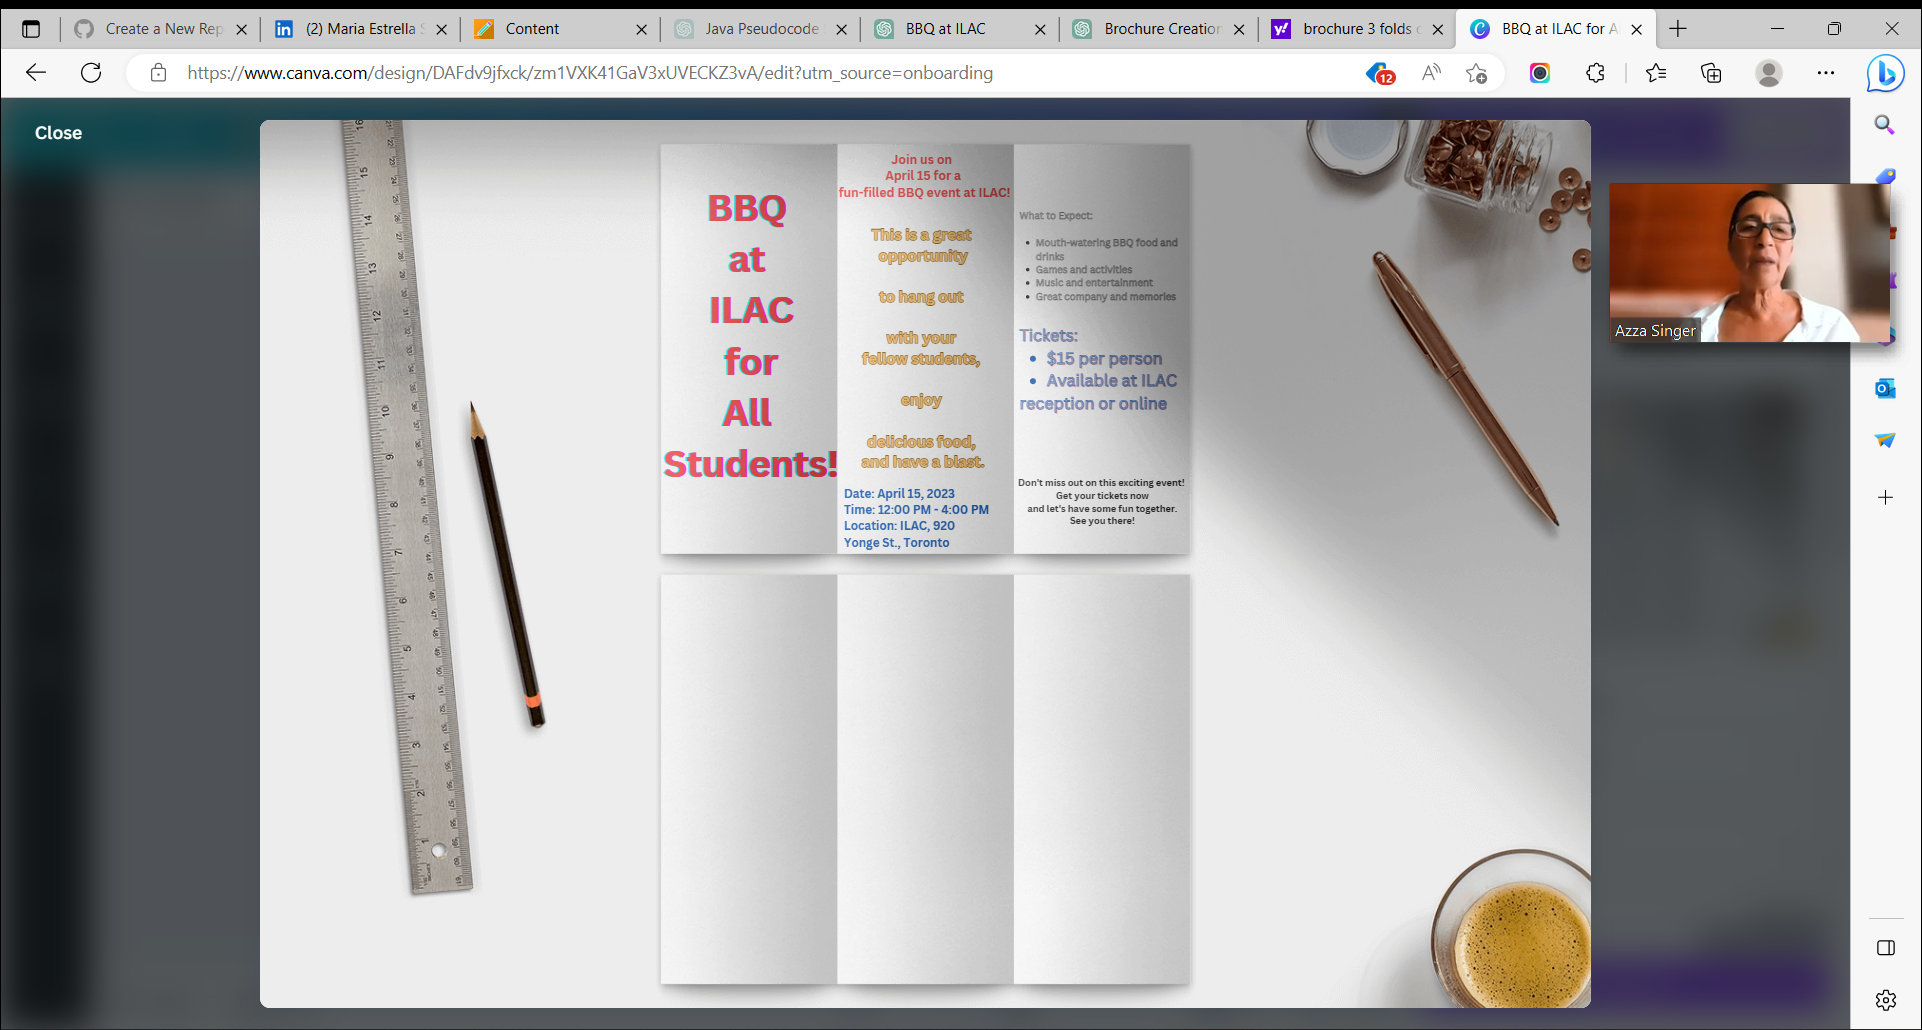 Create a New Rep
(2) Maria Estrella S
Content
Java Pseudocode
BBQ at ILAC
Brochure Creation
brochure 3 folds
BBQ at ILAC for A
https://www.canva.com/design/DAFdv9jfxck/zm1VXK41GaV3xUVECKZ3vA/edit?utm_source=onboarding
12
Close
BBQ
at
ILAC
for
All
Students!
Join us on
April 15 for a
fun-filled BBQ event at ILAC!
This is a great
opportunity
to hang out
with your
fellow students,
enjoy
delicious food,
and have a blast.
Date: April 15, 2023
Time: 12:00 PM - 4:00 PM
Location: ILAC, 920
Yonge St., Toronto
What to Expect:
• Mouth-watering BBQ food and
drinks
• Games and activities
• Music and entertainment
• Great company and memories
Tickets:
• $15 per person
• Available at ILAC
reception or online
Don't miss out on this exciting event!
Get your tickets now
and let's have some fun together.
See you there!
Azza Singer